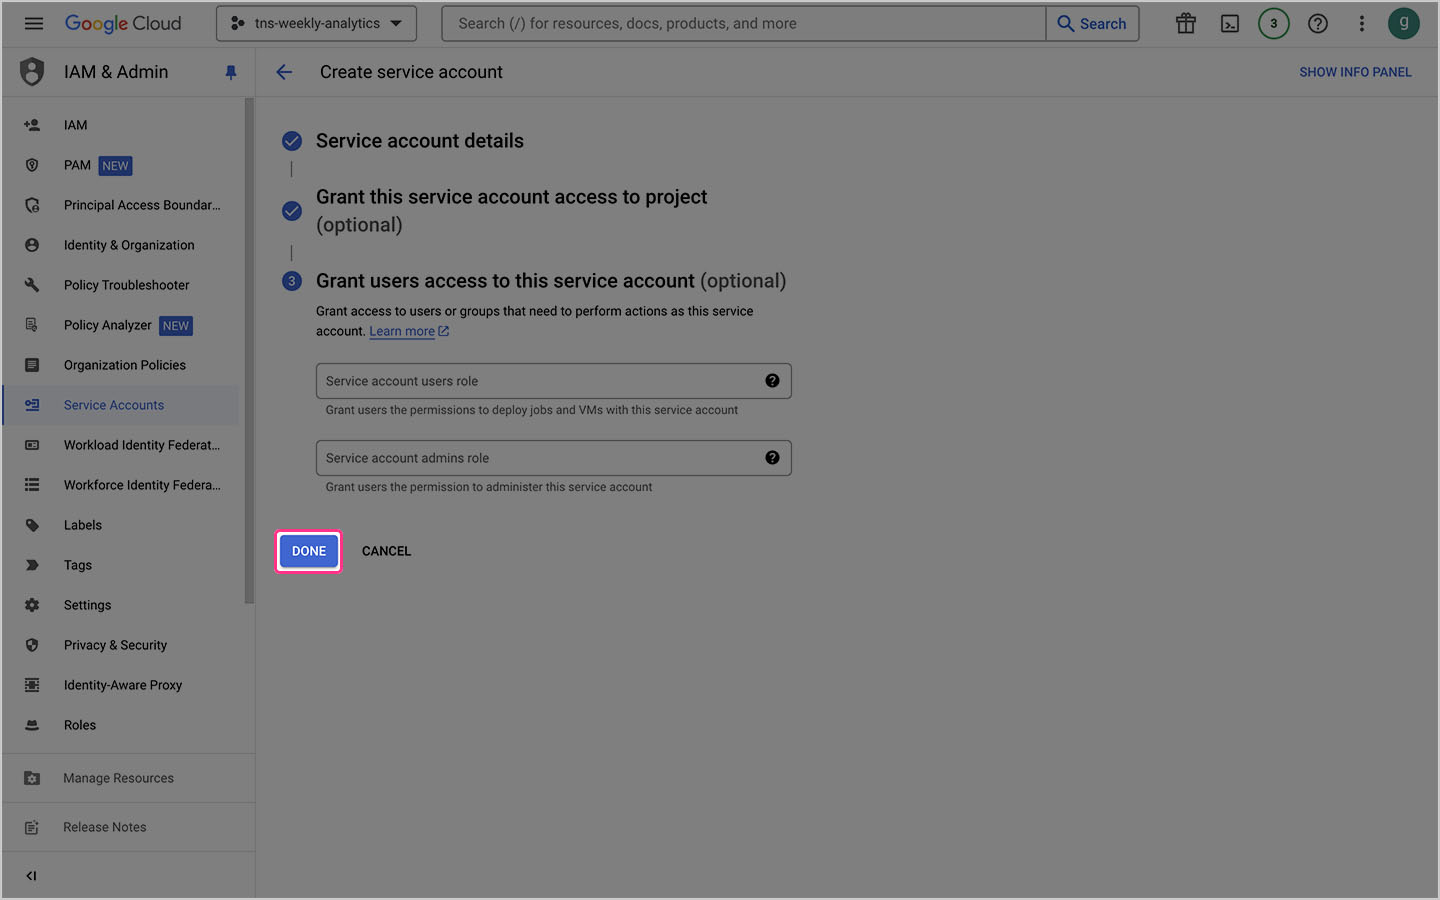 Google Cloud
tns-weekly-analytics
Search (/) for resources, docs, products, and more
Search
3
g
IAM & Admin
Create service account
SHOW INFO PANEL
IAM
PAM NEW
Principal Access Boundar...
Identity & Organization
Policy Troubleshooter
Policy Analyzer NEW
Organization Policies
Service Accounts
Workload Identity Federat...
Workforce Identity Federa...
Labels
Tags
Settings
Privacy & Security
Identity-Aware Proxy
Roles
Manage Resources
Release Notes
Service account details
Grant this service account access to project
(optional)
3 Grant users access to this service account (optional)
Grant access to users or groups that need to perform actions as this service
account. Learn more
Service account users role
Grant users the permissions to deploy jobs and VMs with this service account
Service account admins role
Grant users the permission to administer this service account
DONE CANCEL